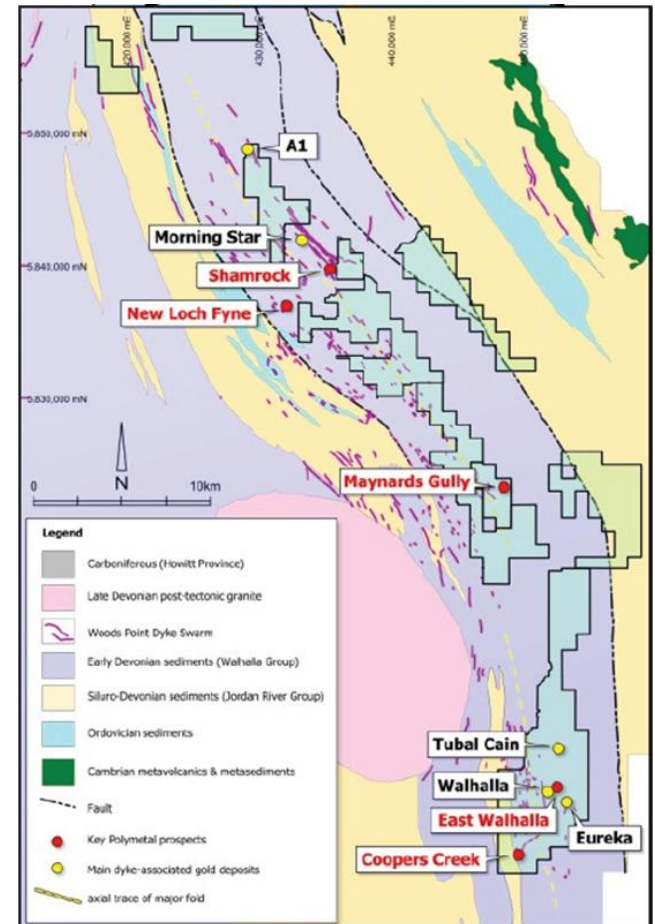 420,000 mE
430,000 mE
440,000 mE
5,850,000 mN
A1
Morning Star
5,840,000 mN
Shamrock
New Loch Fyne
5,830,000 mN
0
10km
N
Maynards Gully
Legend
Carboniferous (Howitt Province)
Late Devonian post-tectonic granite
Woods Point Dyke Swarm
Early Devonian sediments (Walhalla Group)
Siluro-Devonian sediments (Jordan River Group)
Ordovician sediments
Cambrian metavolcanics & metasediments
Fault
Key Polymetal prospects
Main dyke-associated gold deposits
axial trace of major fold
Tubal Cain
Walhalla
East Walhalla
Eureka
Coopers Creek